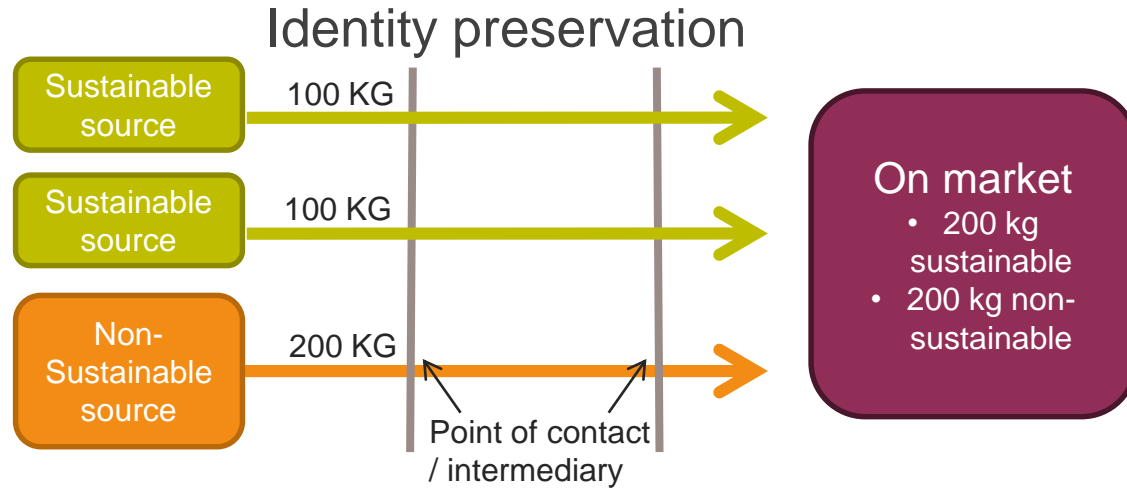 Identity preservation
Sustainable
source
100 KG
Sustainable
source
100 KG
Non-
Sustainable
source
200 KG
Point of contact
/ intermediary
On market
• 200 kg
sustainable
• 200 kg non-
sustainable